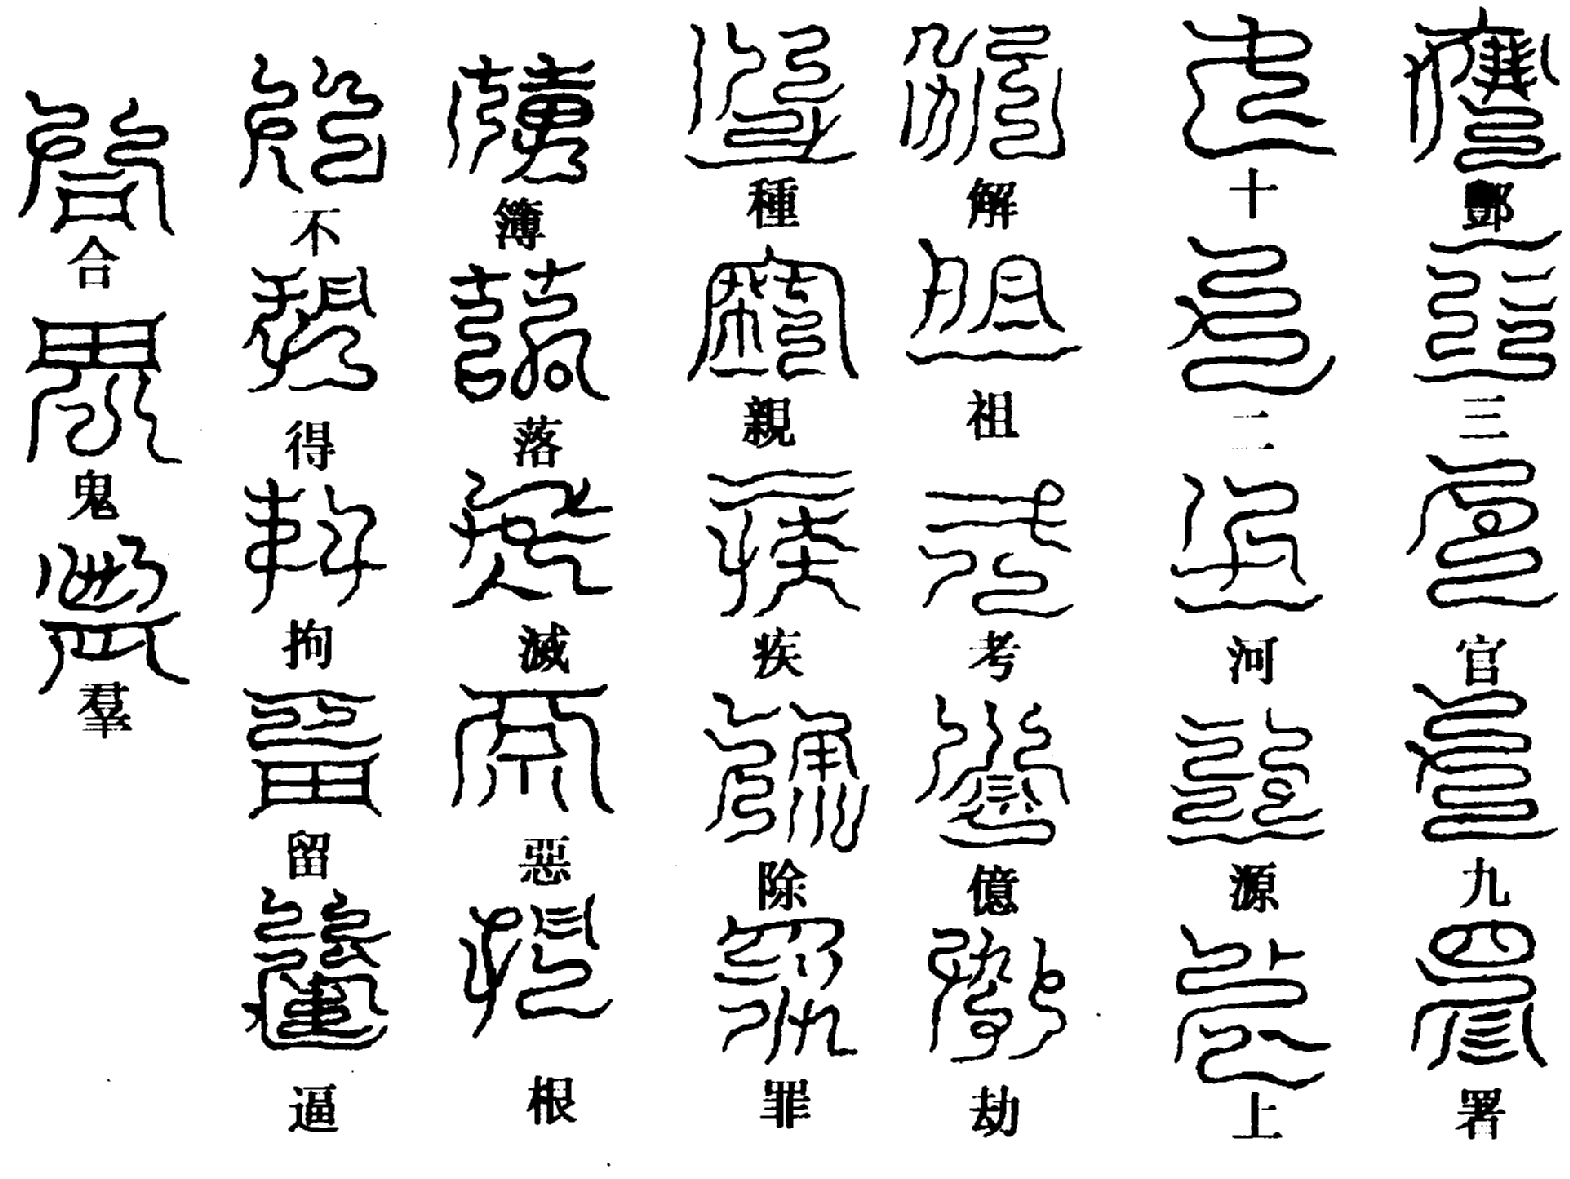 酆三官九署
十二河源上
解祖考億劫
種親疾除罪
簿落滅惡根
不得拘留逼
合鬼羣